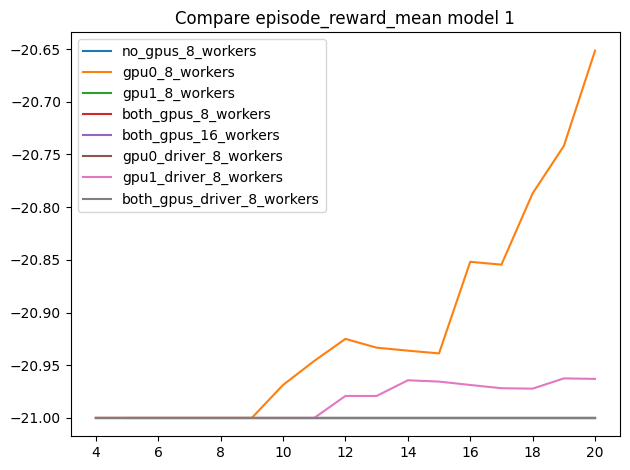 Compare episode_reward_mean model 1
−20.65
−20.70
−20.75
−20.80
−20.85
−20.90
−20.95
−21.00
no_gpus_8_workers
gpu0_8_workers
gpu1_8_workers
both_gpus_8_workers
both_gpus_16_workers
gpu0_driver_8_workers
gpu1_driver_8_workers
both_gpus_driver_8_workers
4 6 8 10 12 14 16 18 20